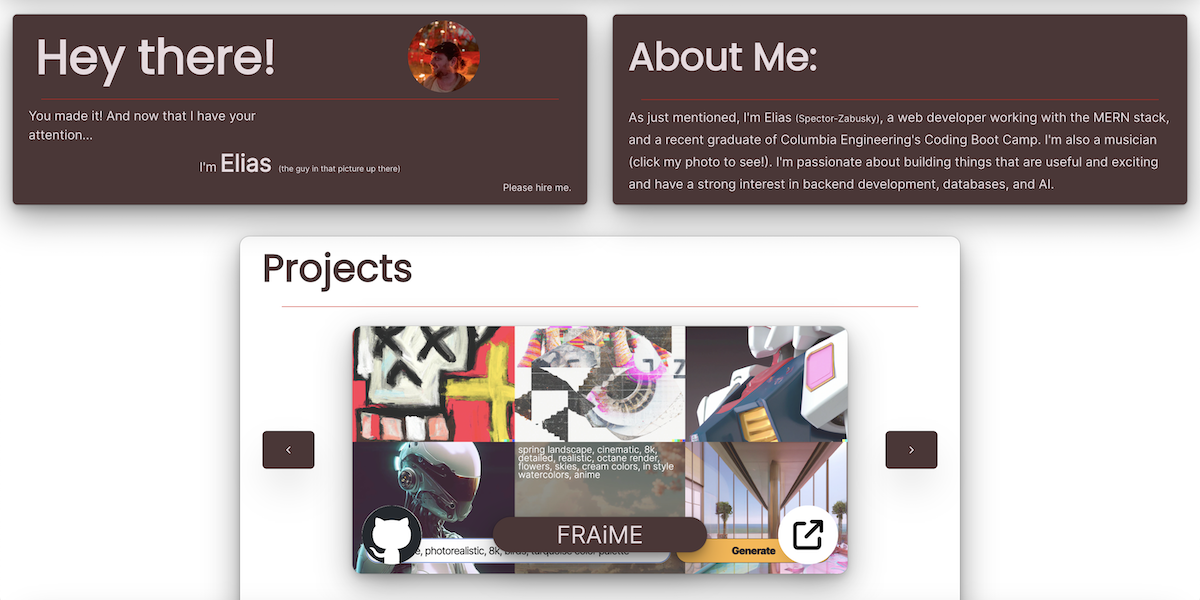 Hey there!
You made it! And now that I have your
attention...
I'm Elias (the guy in that picture up there)
Please hire me.
About Me:
As just mentioned, I'm Elias (Spector-Zabusky), a web developer working with the MERN stack,
and a recent graduate of Columbia Engineering's Coding Boot Camp. I'm also a musician
(click my photo to see!). I'm passionate about building things that are useful and exciting
and have a strong interest in backend development, databases, and AI.
Projects
spring landscape, cinematic, 8k,
detailed, realistic, octane render,
flowers, skies, cream colors, in style
watercolors, anime
FRAiME
photorealistic, 8k, birds, turquoise color palette
Generate